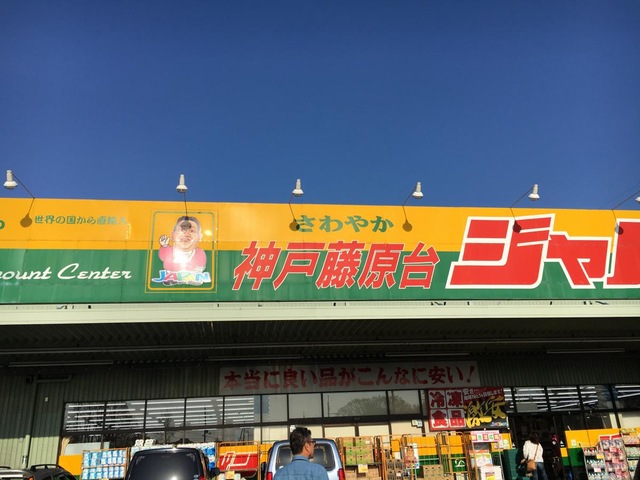 世界の国から直輸入
ount Center
JAPAN
さわやか
神戸藤原台
ジャパ
本当に良い品がこんなに安い!
冷凍
食品
ジ